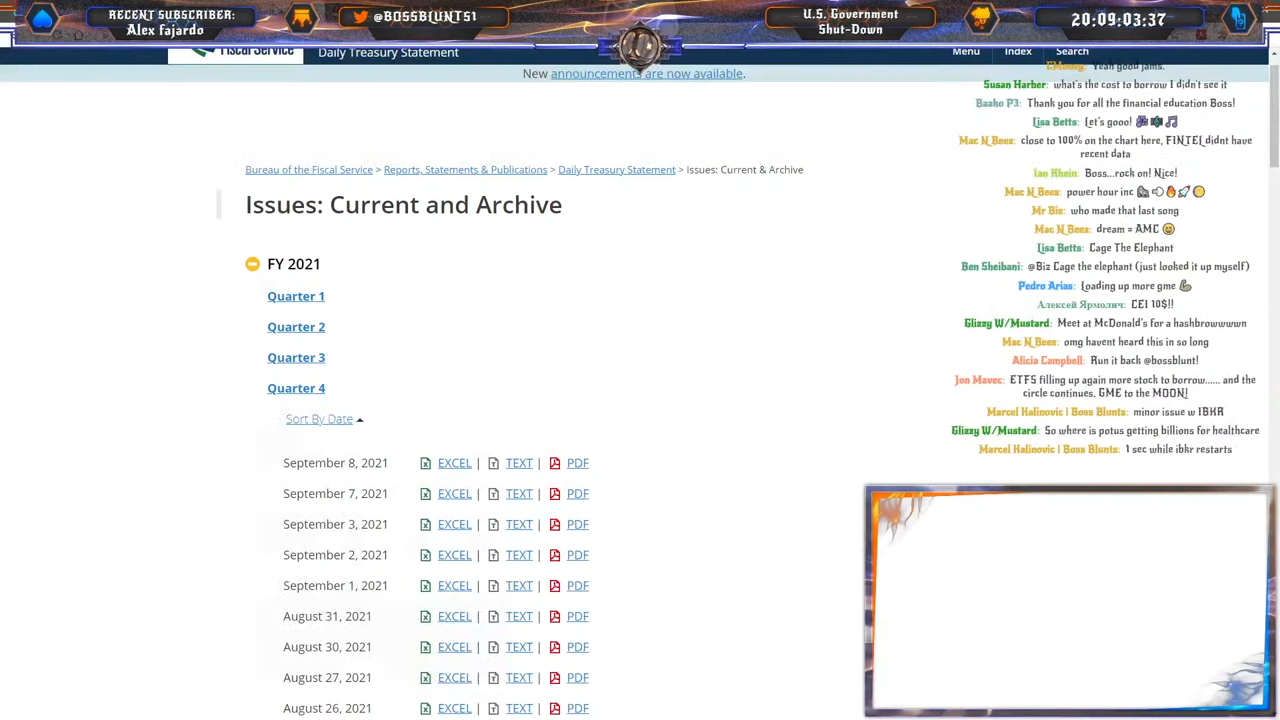 RECENT SUBSCRIBER:
Alex fajardo
@BOSSBLUNTS1
U.S. Government
Shut-Down
20:09:03:37
Fiscal Service
Daily Treasury Statement
Menu
Index
Search
New announcements are now available.
Bureau of the Fiscal Service > Reports, Statements & Publications > Daily Treasury Statement > Issues: Current & Archive
Issues: Current and Archive
FY 2021
Quarter 1
Quarter 2
Quarter 3
Quarter 4
Sort By Date
September 8, 2021 EXCEL | TEXT | PDF
September 7, 2021 EXCEL | TEXT | PDF
September 3, 2021 EXCEL | TEXT | PDF
September 2, 2021 EXCEL | TEXT | PDF
September 1, 2021 EXCEL | TEXT | PDF
August 31, 2021 EXCEL | TEXT | PDF
August 30, 2021 EXCEL | TEXT | PDF
August 27, 2021 EXCEL | TEXT | PDF
August 26, 2021 EXCEL | TEXT | PDF
Yeah good jams.
Susan Harber: what's the cost to borrow I didn't see it
Baako P3: Thank you for all the financial education Boss!
Lisa Betts: Let's gooo!
Mac N Beez: close to 100% on the chart here, FINTEL didnt have
recent data
Ian Rhein: Boss...rock on! Nice!
Mac N Beez: power hour inc
Mr Biz: who made that last song
Mac N Beez: dream = AMC
Lisa Betts: Cage The Elephant
Ben Sheibani: @Biz Cage the elephant (just looked it up myself)
Pedro Arias: Loading up more gme
Алексей Ярмолич: CEI 10$!!
Glizzy W/Mustard: Meet at McDonald's for a hashbrowwwwn
Mac N Beez: omg havent heard this in so long
Alicia Campbell: Run it back @bossblunt!
Jon Mavec: ETFS filling up again more stock to borrow...... and the
circle continues. GME to the MOON!
Marcel Kalinovic | Boss Blunts: minor issue w IBKR
Glizzy W/Mustard: So where is potus getting billions for healthcare
Marcel Kalinovic | Boss Blunts: 1 sec while ibkr restarts